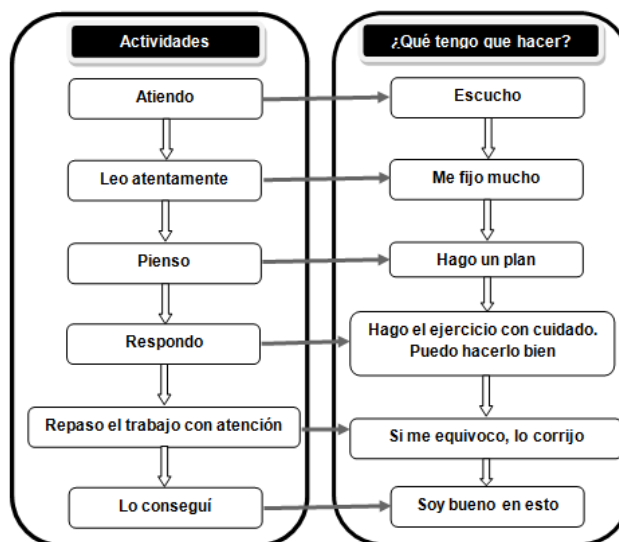 Actividades
¿Qué tengo que hacer?
Atiendo
Escucho
Leo atentamente
Me fijo mucho
Pienso
Hago un plan
Respondo
Hago el ejercicio con cuidado.
Puedo hacerlo bien
Repaso el trabajo con atención
Si me equivoco, lo corrijo
Lo conseguí
Soy bueno en esto